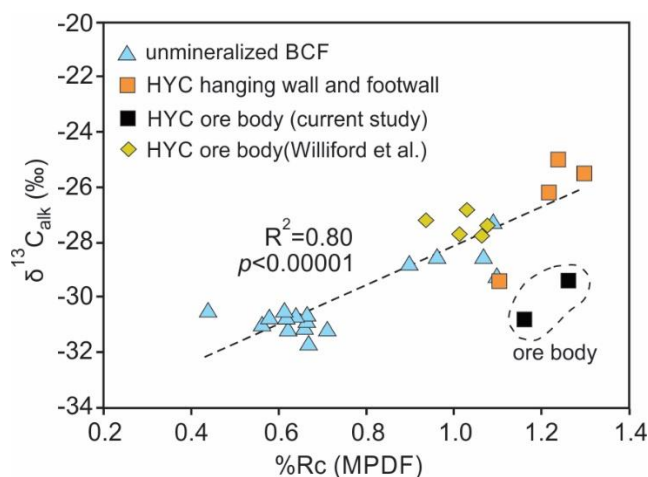 -20
-22
-24
-26
-28
-30
-32
-34
δ13Calk (‰)
unmineralized BCF
HYC hanging wall and footwall
HYC ore body (current study)
HYC ore body(Williford et al.)
R²=0.80
p<0.00001
ore body
0.2 0.4 0.6 0.8 1.0 1.2 1.4
%Rc (MPDF)